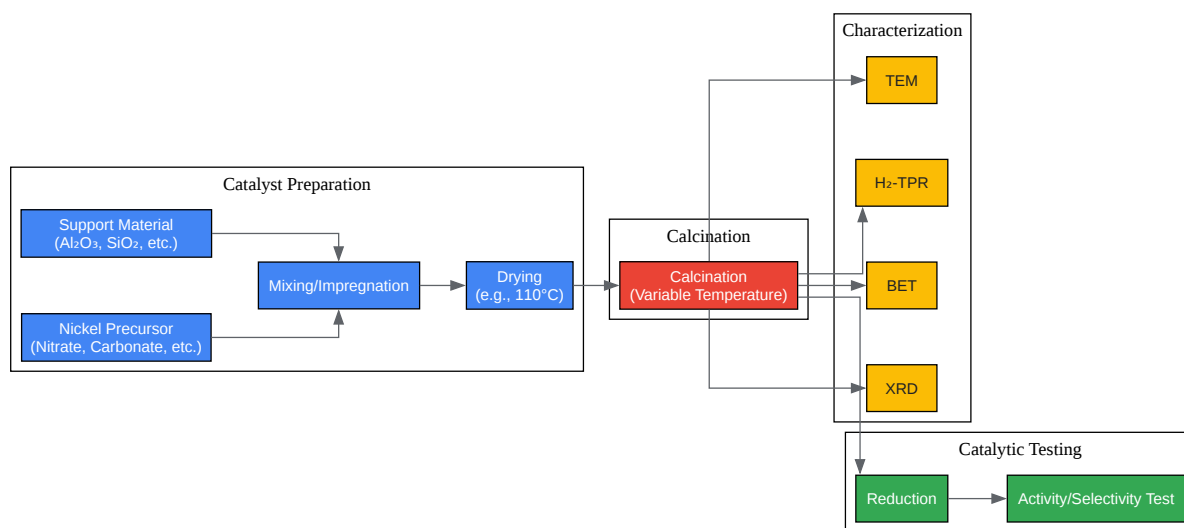 Catalyst Preparation
Support Material
(Al₂O₃, SiO₂, etc.)
Nickel Precursor
(Nitrate, Carbonate, etc.)
Mixing/Impregnation
Drying
(e.g., 110°C)
Calcination
Calcination
(Variable Temperature)
Characterization
TEM
H₂-TPR
BET
XRD
Catalytic Testing
Reduction
Activity/Selectivity Test